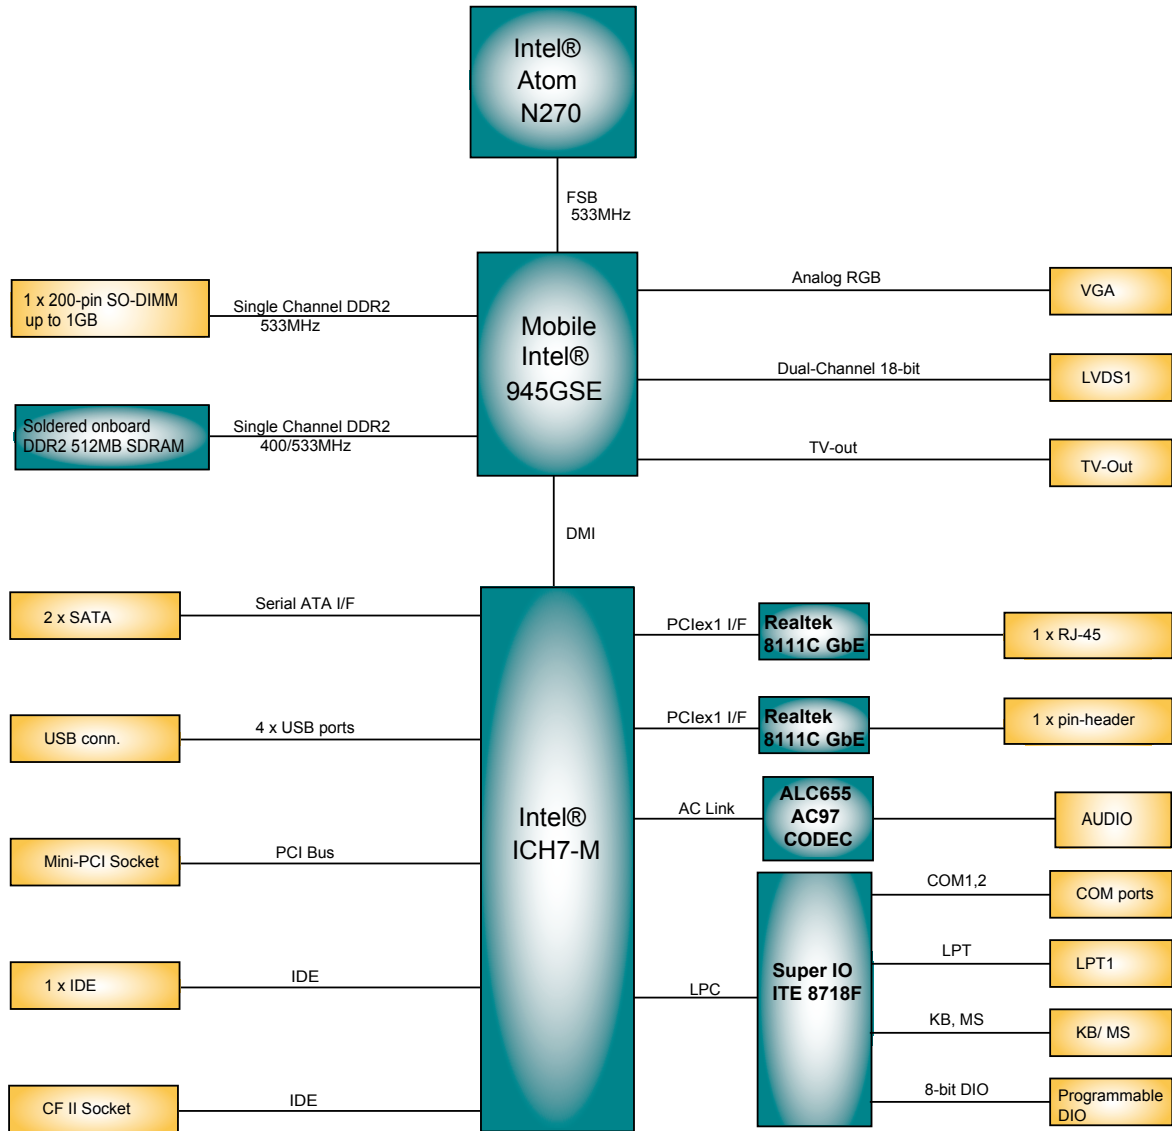 Intel®
Atom
N270
FSB
533MHz
1 x 200-pin SO-DIMM
up to 1GB
Single Channel DDR2
533MHz
Mobile
Intel®
945GSE
Analog RGB
VGA
Dual-Channel 18-bit
LVDS1
Soldered onboard
DDR2 512MB SDRAM
Single Channel DDR2
400/533MHz
TV-out
TV-Out
DMI
2 x SATA
Serial ATA I/F
PCIex1 I/F
Realtek
8111C GbE
1 x RJ-45
USB conn.
4 x USB ports
PCIex1 I/F
Realtek
8111C GbE
1 x pin-header
Intel®
ICH7-M
AC Link
ALC655
AC97
CODEC
AUDIO
Mini-PCI Socket
PCI Bus
COM1,2
COM ports
1 x IDE
IDE
LPC
Super IO
ITE 8718F
LPT
LPT1
KB, MS
KB/ MS
CF II Socket
IDE
8-bit DIO
Programmable
DIO